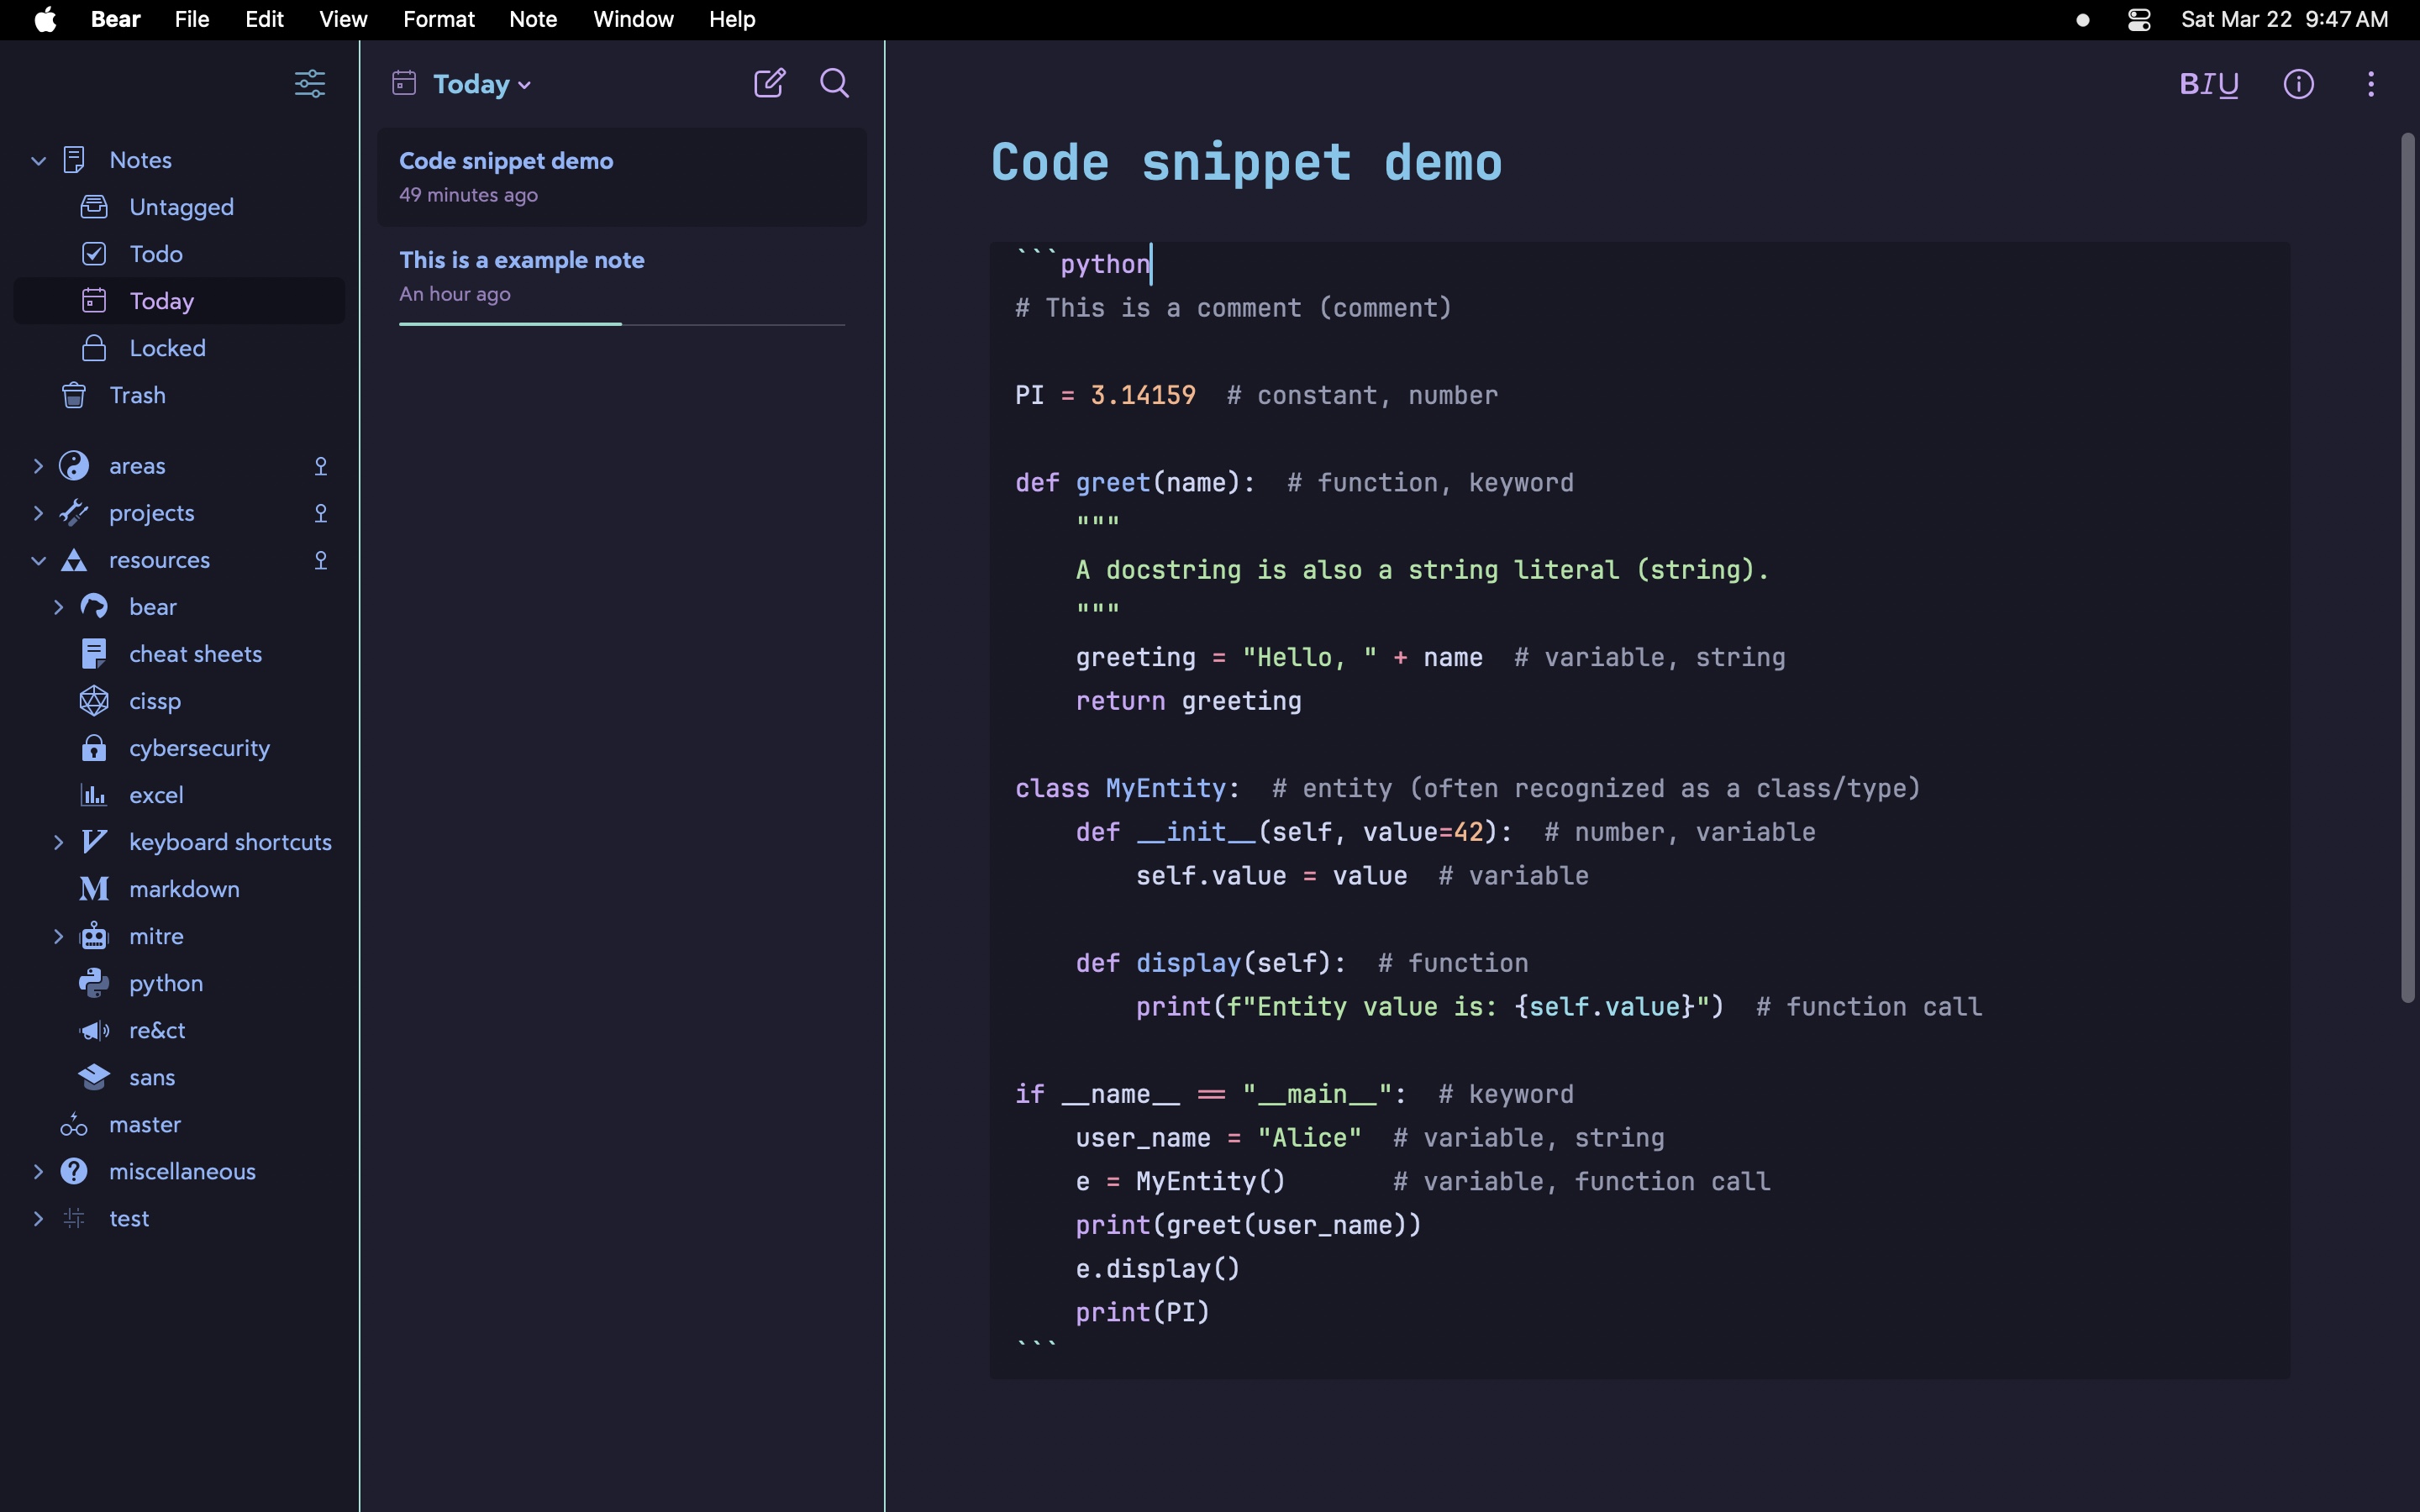 Bear File Edit View Format Note Window Help Sat Mar 22 9:47 AM
Notes
Untagged
Todo
Today
Locked
Trash
areas
projects
resources
bear
cheat sheets
cissp
cybersecurity
excel
keyboard shortcuts
markdown
mitre
python
re&ct
sans
master
miscellaneous
test
Today
Code snippet demo
49 minutes ago
This is a example note
An hour ago
BIU
Code snippet demo
```python
# This is a comment (comment)
PI = 3.14159  # constant, number
def greet(name):  # function, keyword
    """
    A docstring is also a string literal (string).
    """
    greeting = "Hello, " + name  # variable, string
    return greeting
class MyEntity:  # entity (often recognized as a class/type)
    def __init__(self, value=42):  # number, variable
        self.value = value  # variable
    def display(self):  # function
        print(f"Entity value is: {self.value}")  # function call
if __name__ == "__main__":  # keyword
    user_name = "Alice"  # variable, string
    e = MyEntity()       # variable, function call
    print(greet(user_name))
    e.display()
    print(PI)
```